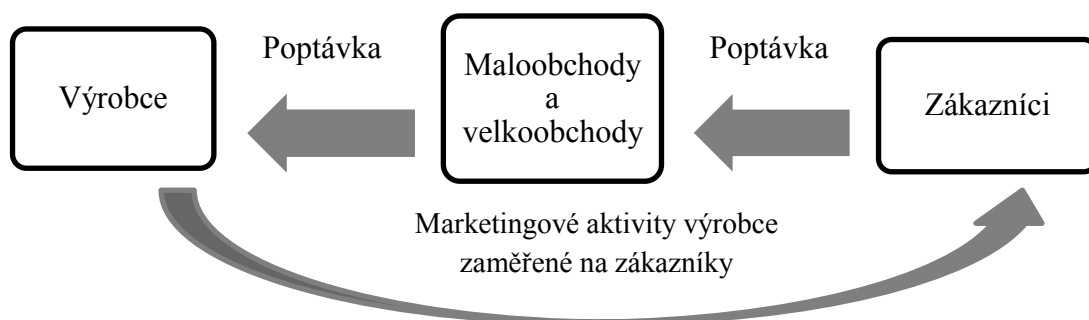 Výrobce
Poptávka
Maloobchody
a
velkoobchody
Poptávka
Zákazníci
Marketingové aktivity výrobce
zaměřené na zákazníky